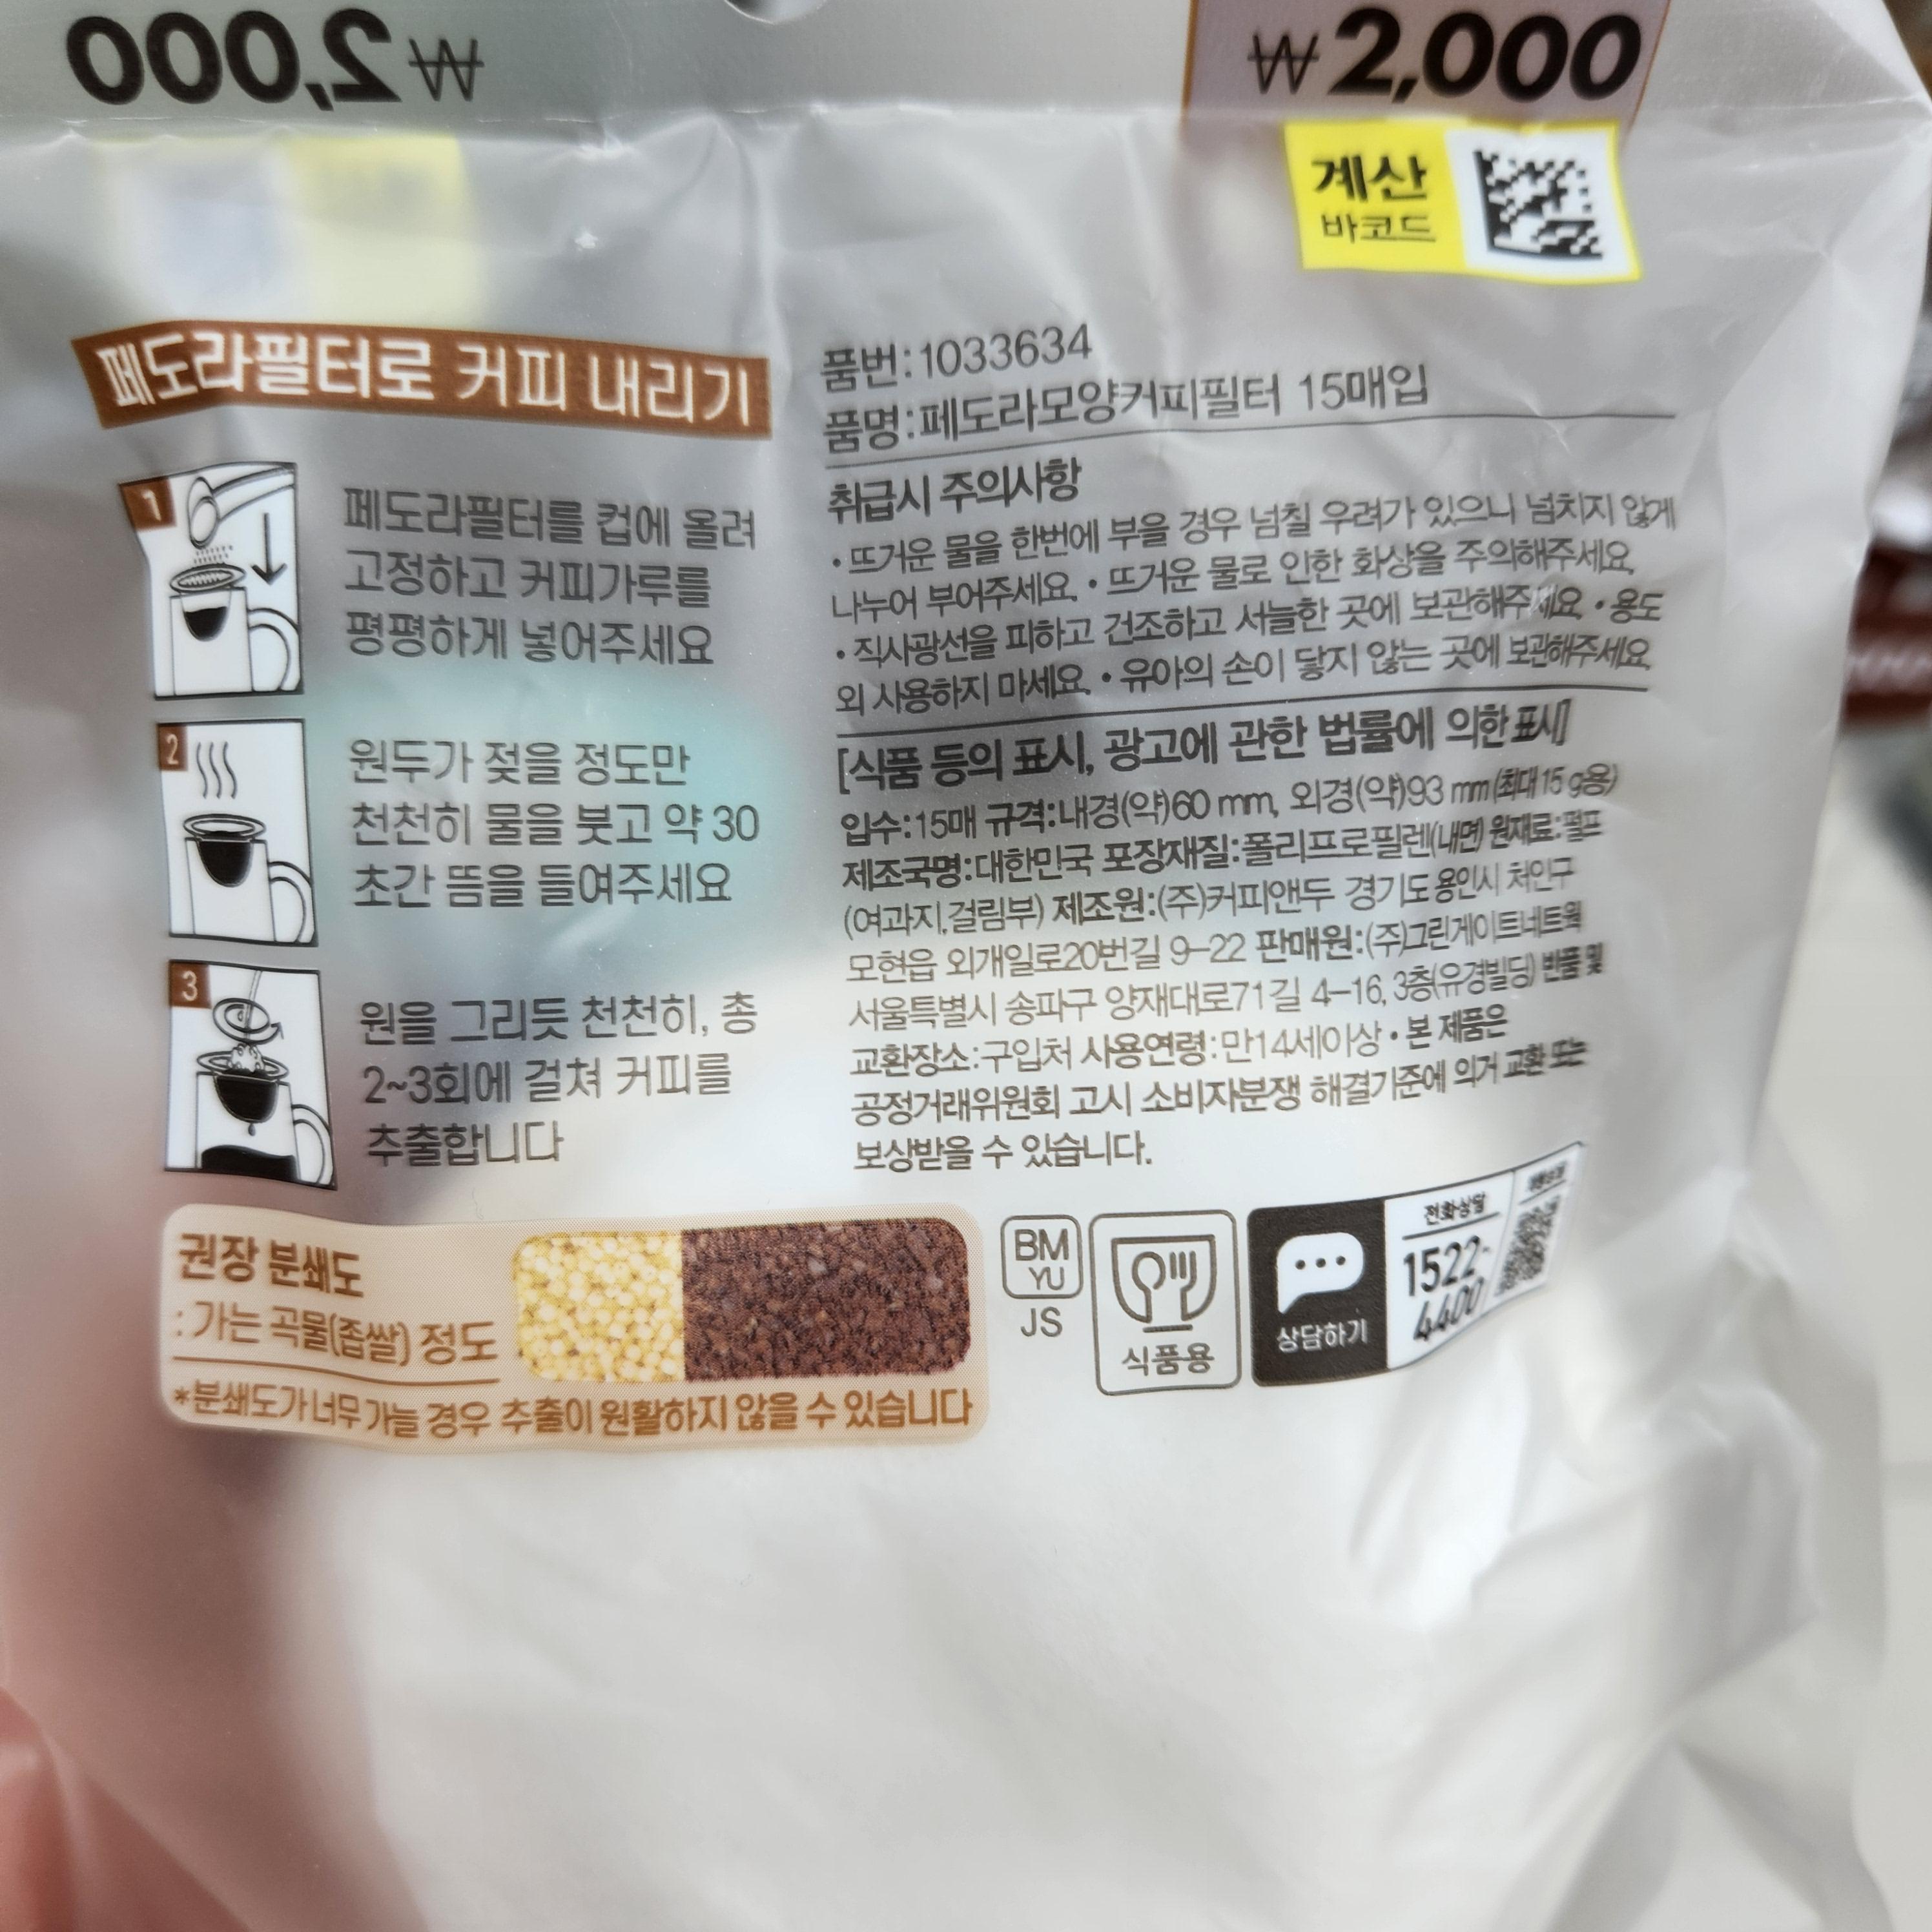 ₩2,000
₩2,000
계산
바코드
페도라필터로 커피 내리기
1
페도라필터를 컵에 올려
고정하고 커피가루를
평평하게 넣어주세요
2
원두가 젖을 정도만
천천히 물을 붓고 약 30
초간 뜸을 들여주세요
3
원을 그리듯 천천히, 총
2~3회에 걸쳐 커피를
추출합니다
권장 분쇄도
: 가는 곡물(좁쌀) 정도
*분쇄도가 너무 가늘 경우 추출이 원활하지 않을 수 있습니다
품번:1033634
품명:페도라모양커피필터 15매입
취급시 주의사항
• 뜨거운 물을 한번에 부을 경우 넘칠 우려가 있으니 넘치지 않게
나누어 부어주세요. • 뜨거운 물로 인한 화상을 주의해주세요.
• 직사광선을 피하고 건조하고 서늘한 곳에 보관해주세요. • 용도
외 사용하지 마세요. • 유아의 손이 닿지 않는 곳에 보관해주세요.
[식품 등의 표시, 광고에 관한 법률에 의한 표시]
입수:15매 규격:내경(약)60 mm, 외경(약)93 mm (최대 15 g용)
제조국명:대한민국 포장재질:폴리프로필렌(내면) 원재료:펄프
(여과지,걸림부) 제조원:(주)커피앤두 경기도 용인시 처인구
모현읍 외개일로20번길 9-22 판매원:(주)그린게이트네트웍
서울특별시 송파구 양재대로71길 4-16, 3층(유경빌딩) 반품 및
교환장소:구입처 사용연령:만14세이상 • 본 제품은
공정거래위원회 고시 소비자분쟁 해결기준에 의거 교환 또는
보상받을 수 있습니다.
BM
YU
JS
식품용
상담하기
전화상담
1522-
4400